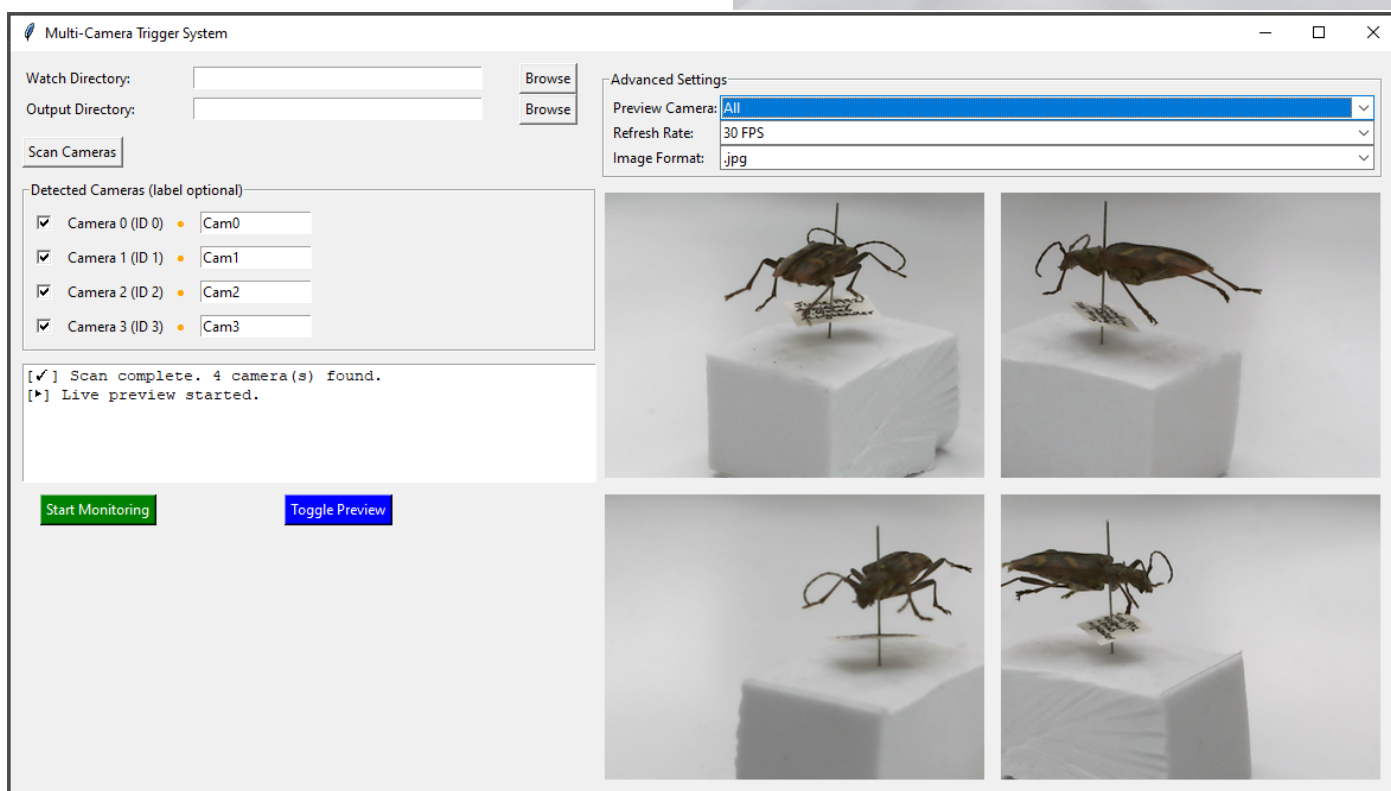 Multi-Camera Trigger System
Watch Directory:
Browse
Output Directory:
Browse
Scan Cameras
Detected Cameras (label optional)
Camera 0 (ID 0)
Cam0
Camera 1 (ID 1)
Cam1
Camera 2 (ID 2)
Cam2
Camera 3 (ID 3)
Cam3
[✓] Scan complete. 4 camera(s) found.
[▶] Live preview started.
Start Monitoring
Toggle Preview
Advanced Settings
Preview Camera:
All
Refresh Rate:
30 FPS
Image Format:
.jpg